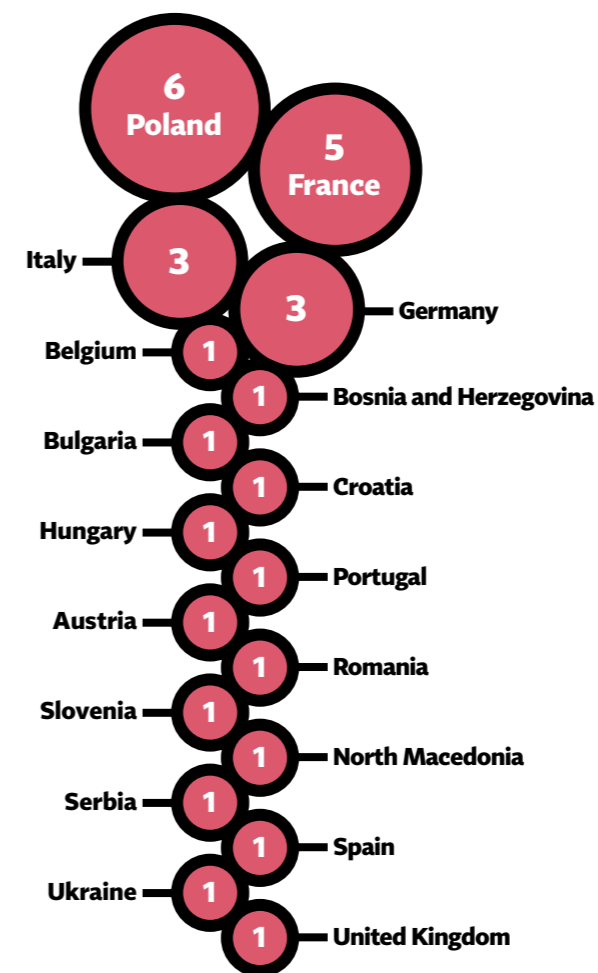 6
Poland
5
France
Italy 3
3 Germany
Belgium 1
1 Bosnia and Herzegovina
Bulgaria 1
1 Croatia
Hungary 1
1 Portugal
Austria 1
1 Romania
Slovenia 1
1 North Macedonia
Serbia 1
1 Spain
Ukraine 1
1 United Kingdom